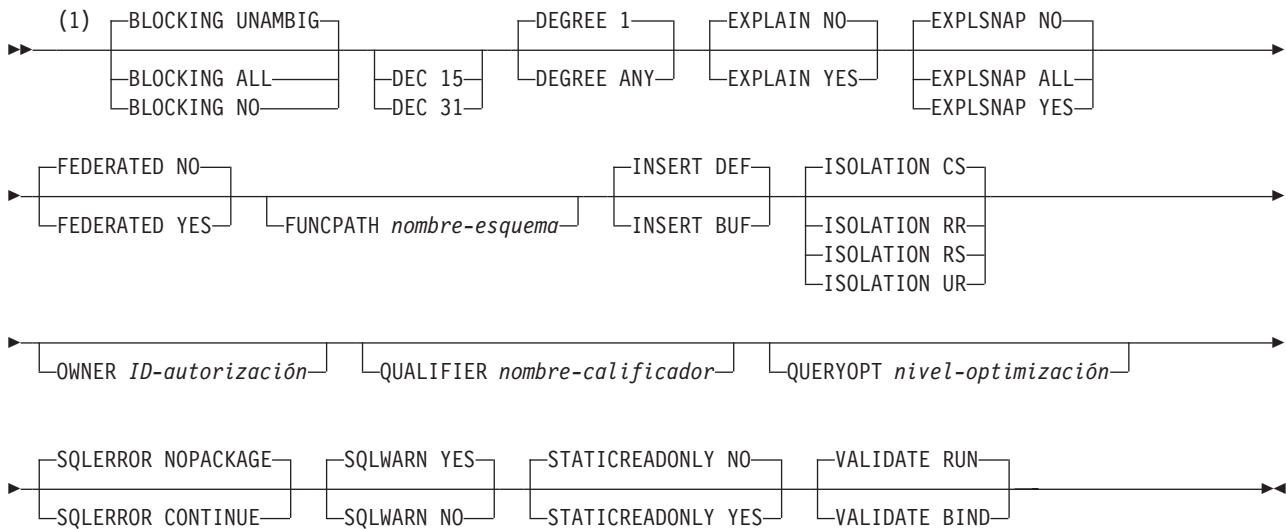 (1) BLOCKING UNAMBIG DEGREE 1 EXPLAIN NO EXPLSNAP NO
BLOCKING ALL DEC 15 DEGREE ANY EXPLAIN YES EXPLSNAP ALL
BLOCKING NO DEC 31 EXPLSNAP YES
FEDERATED NO INSERT DEF ISOLATION CS
FEDERATED YES FUNCPATH nombre-esquema INSERT BUF ISOLATION RR
ISOLATION RS
ISOLATION UR
OWNER ID-autorización QUALIFIER nombre-calificador QUERYOPT nivel-optimización
SQLERROR NOPACKAGE SQLWARN YES STATICREADONLY NO VALIDATE RUN
SQLERROR CONTINUE SQLWARN NO STATICREADONLY YES VALIDATE BIND